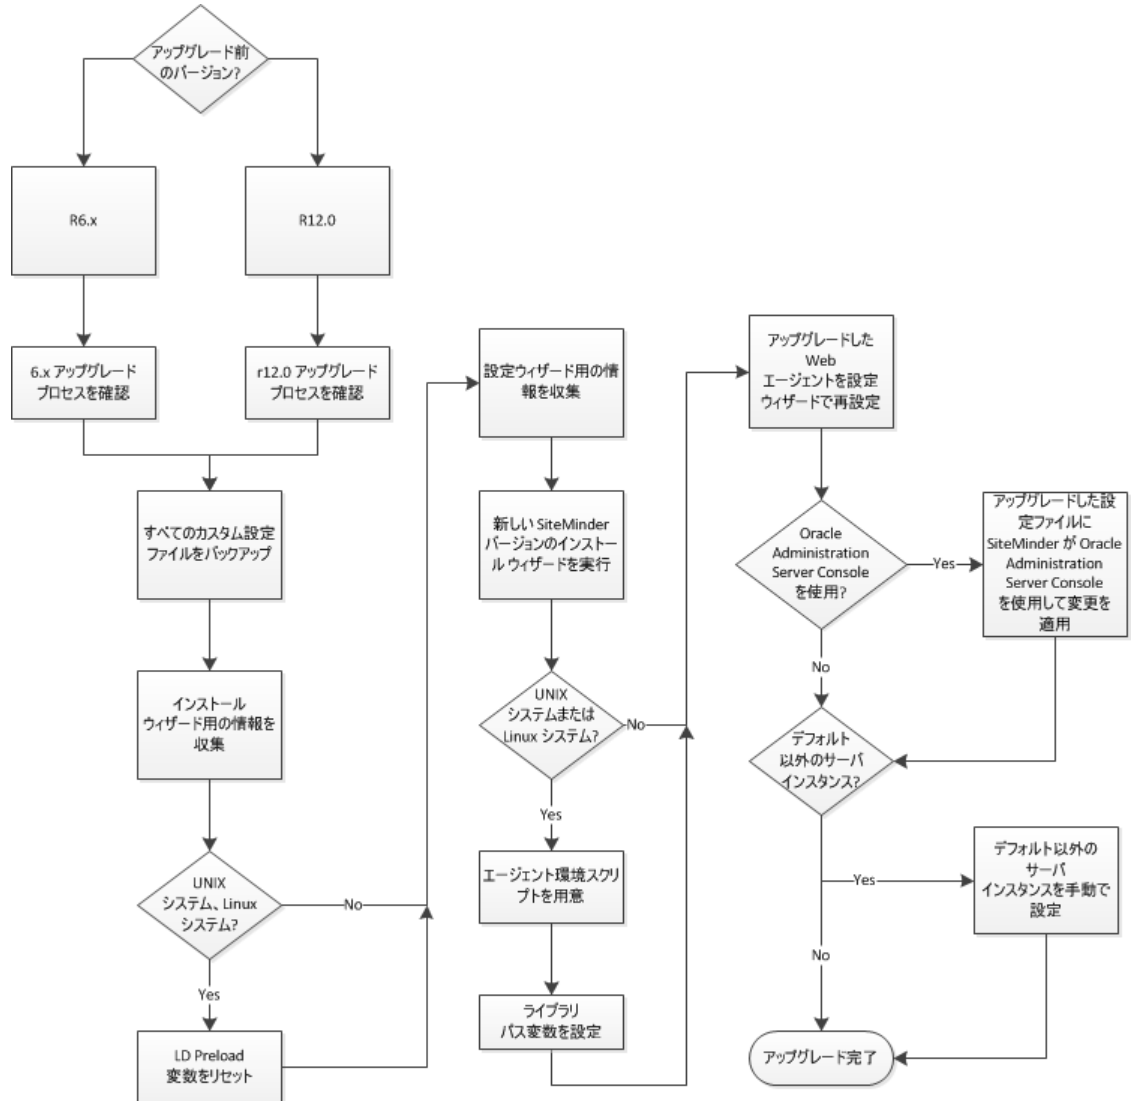 アップグレード前
のバージョン?
R6.x
R12.0
6.x アップグレード
プロセスを確認
r12.0 アップグレード
プロセスを確認
すべてのカスタム設定
ファイルをバックアップ
インストール
ウィザード用の情報を
収集
UNIX
システム、Linux
システム?
No
Yes
LD Preload
変数をリセット
設定ウィザード用の情
報を収集
新しい SiteMinder
バージョンのインストー
ル ウィザードを実行
UNIX
システムまたは
Linux システム?
No
Yes
エージェント環境スクリ
プトを用意
ライブラリ
パス変数を設定
アップグレードした
Web
エージェントを設定
ウィザードで再設定
Oracle
Administration
Server Console
を使用?
Yes
アップグレードした設
定ファイルに
SiteMinder が Oracle
Administration
Server Console
を使用して変更を
適用
No
デフォルト
以外のサーバ
インスタンス?
Yes
デフォルト以外の
サーバ
インスタンスを手動で
設定
No
アップグレード完了